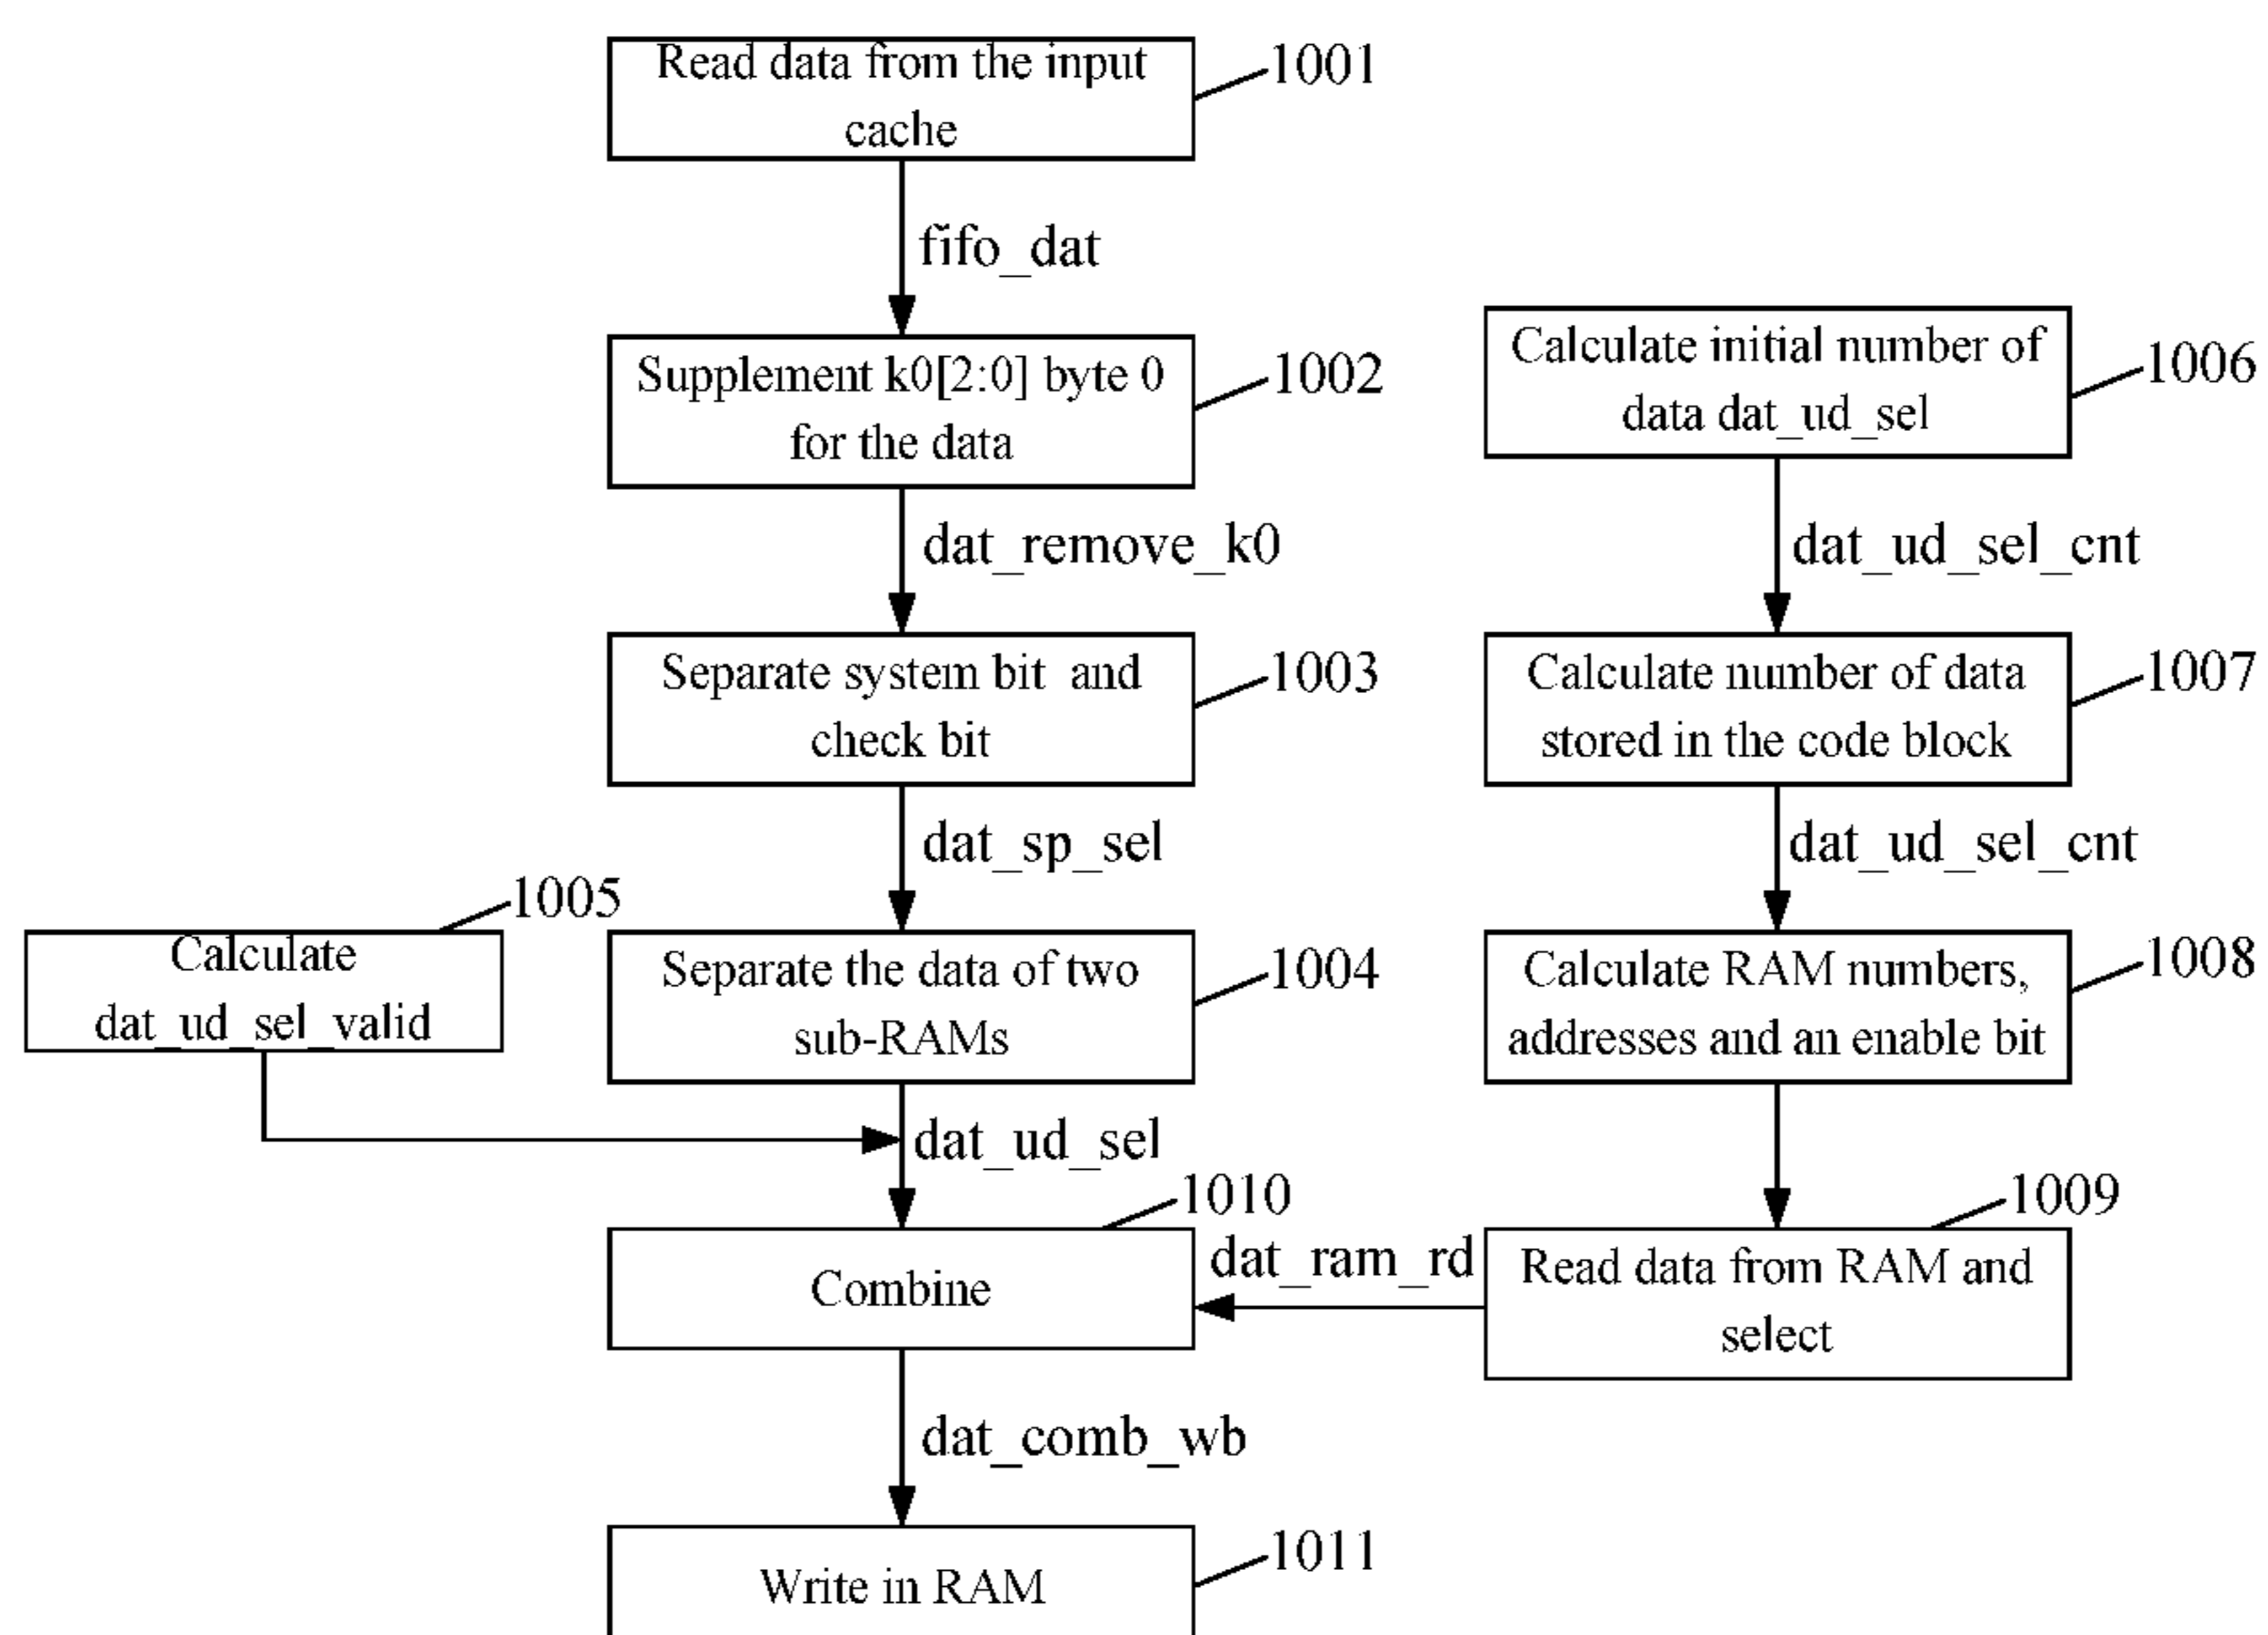 Read data from the input
cache
1001
fifo_dat
Supplement k0[2:0] byte 0
for the data
1002
Calculate initial number of
data dat_ud_sel
1006
dat_remove_k0
dat_ud_sel_cnt
Separate system bit and
check bit
1003
Calculate number of data
stored in the code block
1007
dat_sp_sel
dat_ud_sel_cnt
1005
Calculate
dat_ud_sel_valid
Separate the data of two
sub-RAMs
1004
Calculate RAM numbers,
addresses and an enable bit
1008
dat_ud_sel
1010
Combine
dat_ram_rd
1009
Read data from RAM and
select
dat_comb_wb
Write in RAM
1011